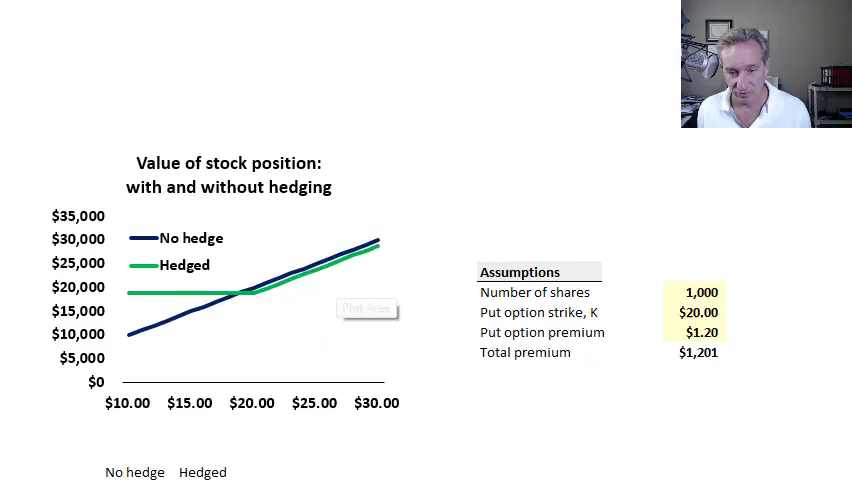 Value of stock position:
with and without hedging
$35,000
$30,000
$25,000
$20,000
$15,000
$10,000
$5,000
$0
No hedge
Hedged
Plot Area
$10.00 $15.00 $20.00 $25.00 $30.00
No hedge Hedged
Assumptions
Number of shares 1,000
Put option strike, K $20.00
Put option premium $1.20
Total premium $1,201